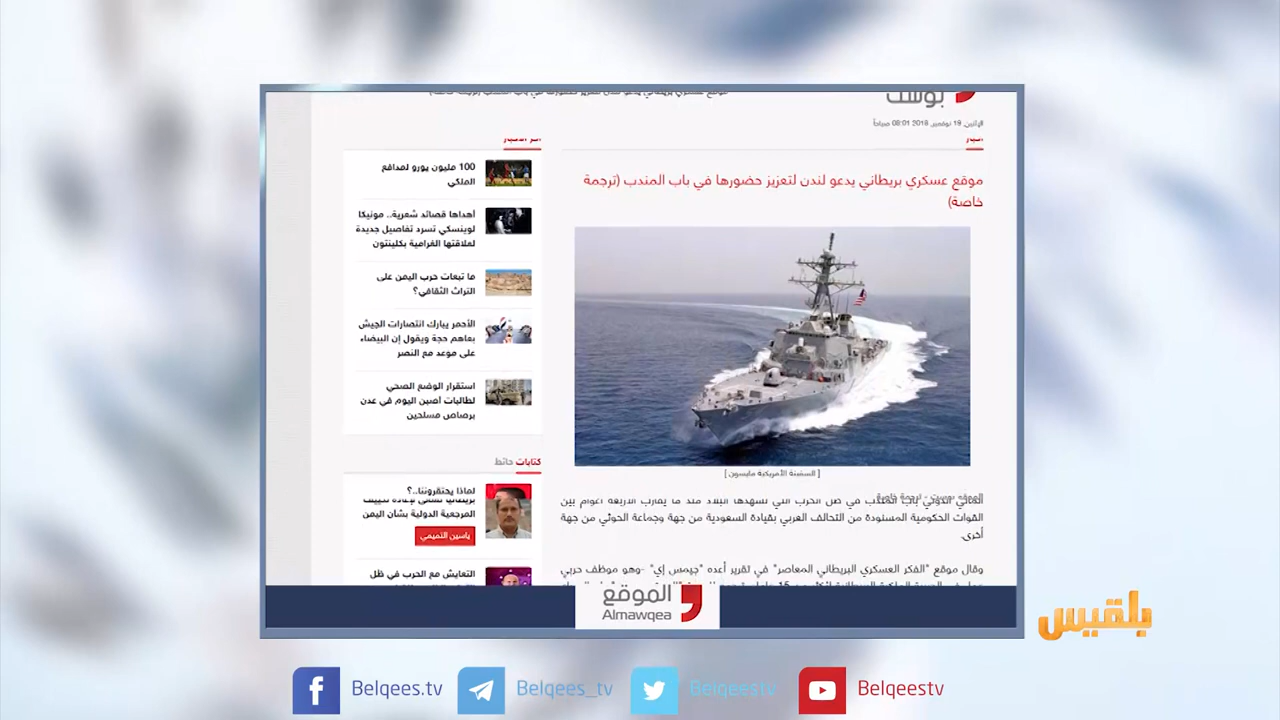 بوست
الإثنين, 19 نوفمبر, 2018 08:01 صباحاً
موقع عسكري بريطاني يدعو لندن لتعزيز حضورها في باب المندب (ترجمة
خاصة)
[ السفينة الأمريكية مايسون ]
الموقع بوست - ترجمة خاصة
القوات الحكومية المسنودة من التحالف العربي بقيادة السعودية من جهة وجماعة الحوثي من جهة
أخرى.
وقال موقع "الفكر العسكري البريطاني المعاصر" في تقرير أعده "جيمس إي" -وهو موظف حربي
100 مليون يورو لمدافع
الملكي
أهداها قصائد شعرية.. مونيكا
لوينسكي تسرد تفاصيل جديدة
لعلاقتها الغرامية بكلينتون
ما تبعات حرب اليمن على
التراث الثقافي؟
الأحمر يبارك انتصارات الجيش
بعاهم حجة ويقول إن البيضاء
على موعد مع النصر
استقرار الوضع الصحي
لطالبات أصبن اليوم في عدن
برصاص مسلحين
كتابات حائط
لماذا يحتقروننا..؟
المرجعية الدولية بشأن اليمن
ياسين التميمي
التعايش مع الحرب في ظل
الموقع
Almawqea
بلقيس
Belqees.tv
Belqees_tv
Belqeestv
Belqeestv